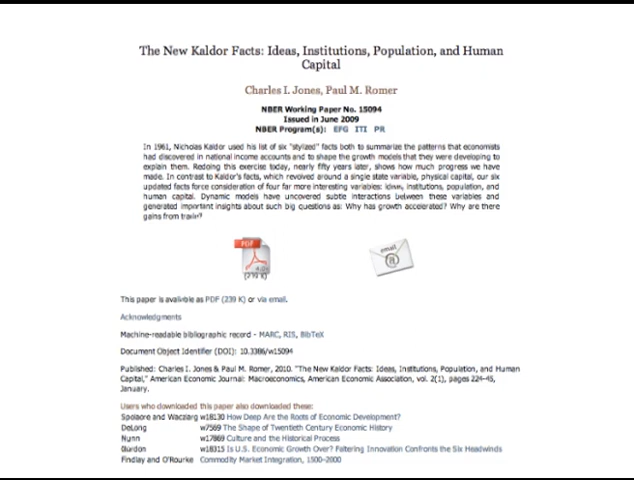 The New Kaldor Facts: Ideas, Institutions, Population, and Human
Capital
Charles I. Jones, Paul M. Romer
NBER Working Paper No. 15094
Issued in June 2009
NBER Program(s): EFG ITI PR
In 1961, Nicholas Kaldor used his list of six "stylized" facts both to summarize the patterns that economists
had discovered in national income accounts and to shape the growth models that they were developing to
explain them. Redoing this exercise today, nearly fifty years later, shows how much progress we have
made. In contrast to Kaldor's facts, which revolved around a single state variable, physical capital, our six
updated facts force consideration of four far more interesting variables: ideas, institutions, population, and
human capital. Dynamic models have uncovered subtle interactions between these variables and
generated important insights about such big questions as: Why has growth accelerated? Why are there
gains from trade?
PDF
email
@
(239 K)
This paper is available as PDF (239 K) or via email.
Acknowledgments
Machine-readable bibliographic record - MARC, RIS, BibTeX
Document Object Identifier (DOI): 10.3386/w15094
Published: Charles I. Jones & Paul M. Romer, 2010. "The New Kaldor Facts: Ideas, Institutions, Population, and Human
Capital," American Economic Journal: Macroeconomics, American Economic Association, vol. 2(1), pages 224-45,
January.
Users who downloaded this paper also downloaded these:
Spolaore and Wacziarg w18130 How Deep Are the Roots of Economic Development?
DeLong w7569 The Shape of Twentieth Century Economic History
Nunn w17869 Culture and the Historical Process
Gordon w18315 Is U.S. Economic Growth Over? Faltering Innovation Confronts the Six Headwinds
Findlay and O'Rourke Commodity Market Integration, 1500-2000